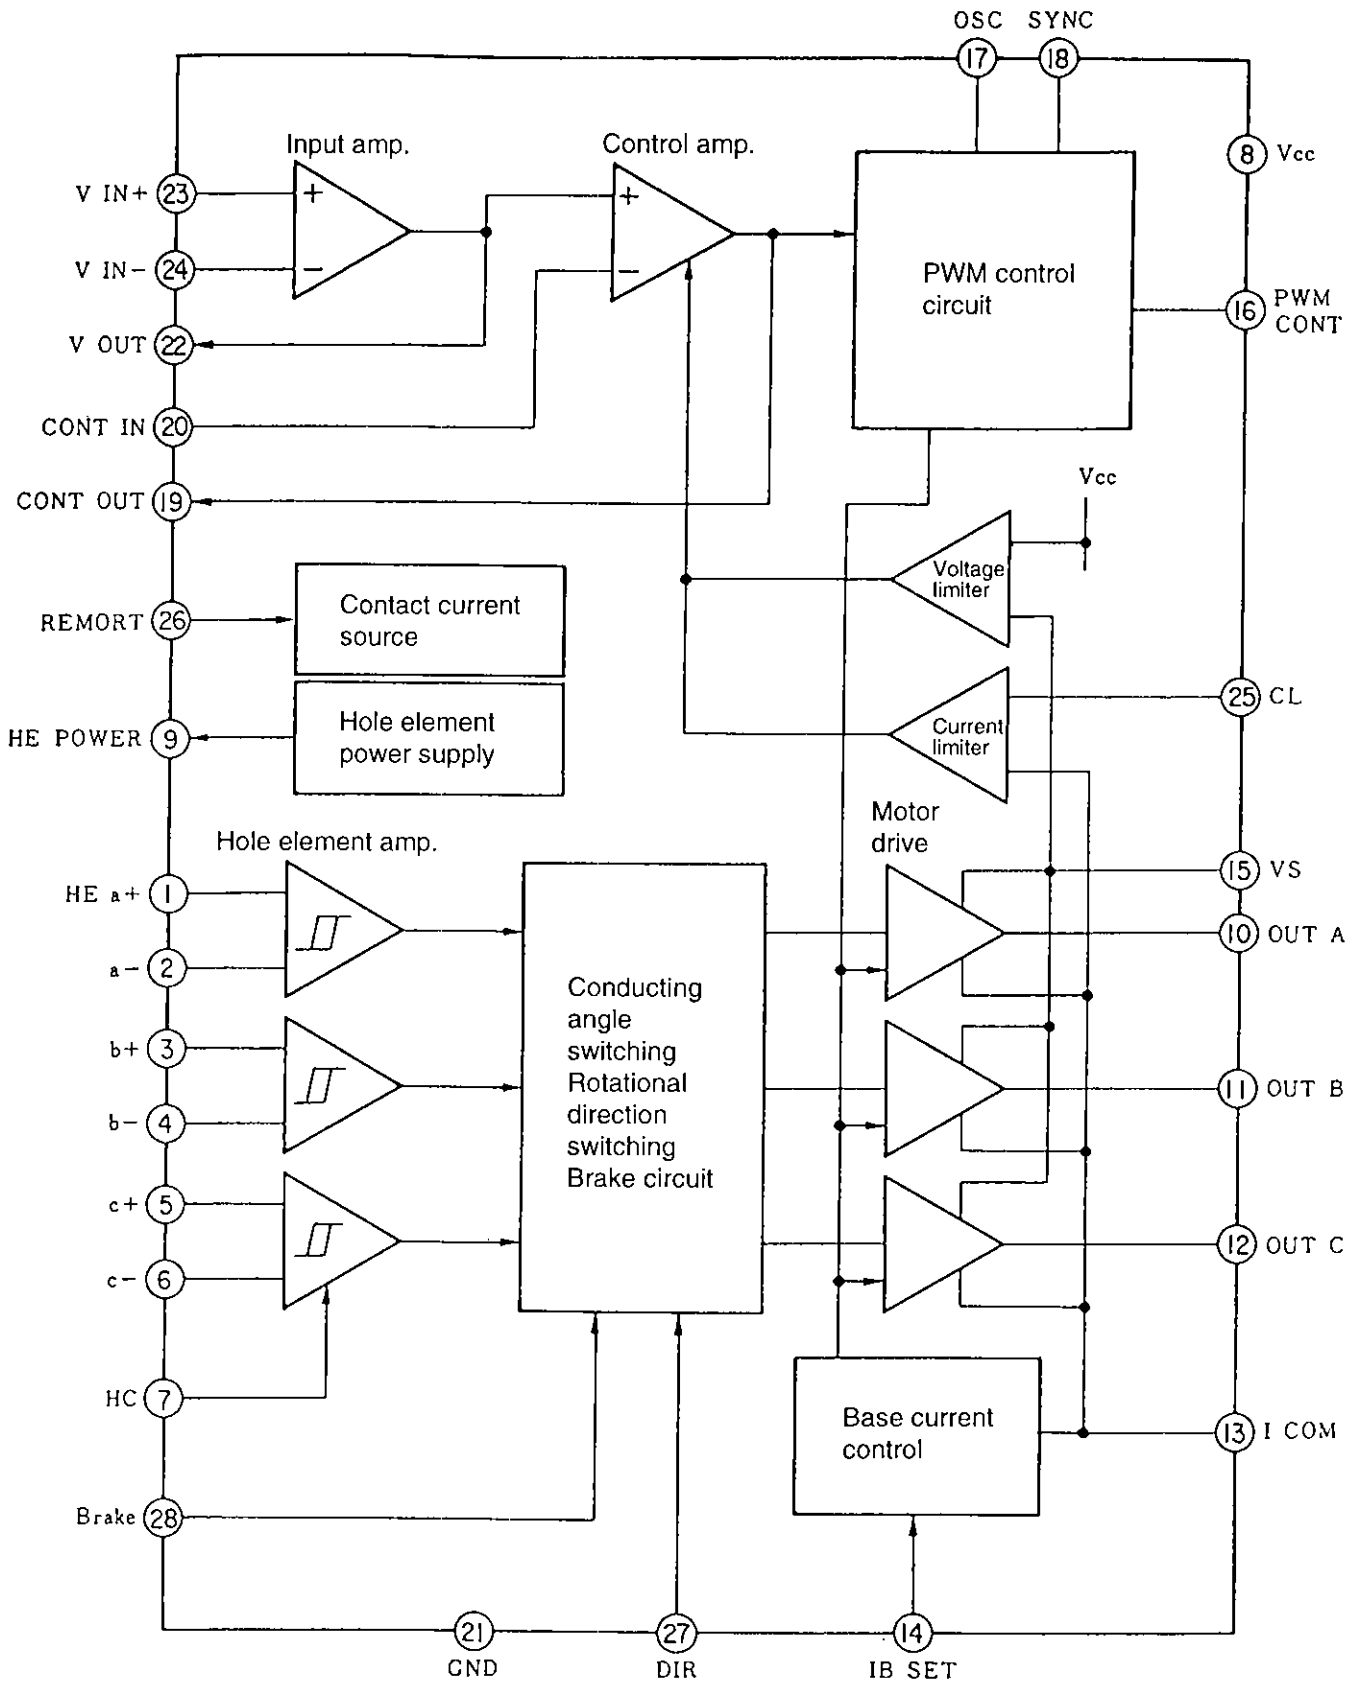 OSC SYNC
17 18
Input amp.
Control amp.
8 Vcc
V IN+ 23
+
+
V IN- 24
-
-
PWM control
circuit
16 PWM
CONT
V OUT 22
CONT IN 20
Vcc
CONT OUT 19
Voltage
limiter
Contact current
source
REMORT 26
25 CL
Hole element
power supply
HE POWER 9
Current
limiter
Motor
drive
Hole element amp.
15 VS
HE a+ 1
10 OUT A
a- 2
Conducting
angle
switching
Rotational
direction
switching
Brake circuit
b+ 3
11 OUT B
b- 4
c+ 5
12 OUT C
c- 6
HC 7
Base current
control
13 I COM
Brake 28
21
GND
27
DIR
14
IB SET